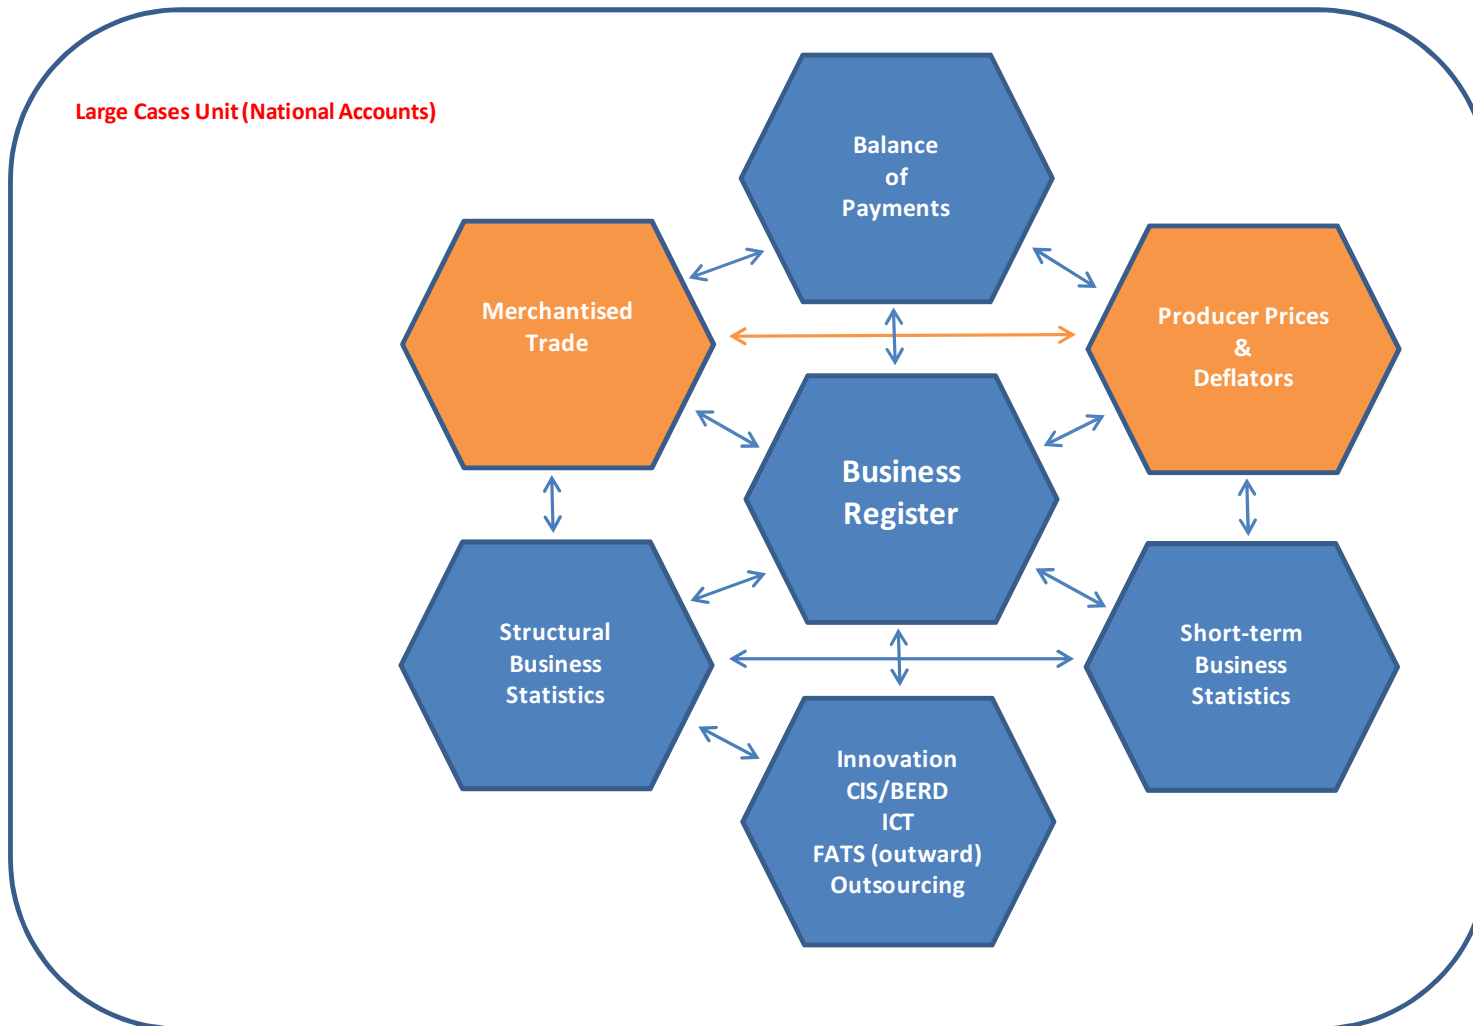 Large Cases Unit (National Accounts)
Balance
of
Payments
Merchantised
Trade
Producer Prices
&
Deflators
Business
Register
Structural
Business
Statistics
Short-term
Business
Statistics
Innovation
CIS/BERD
ICT
FATS (outward)
Outsourcing